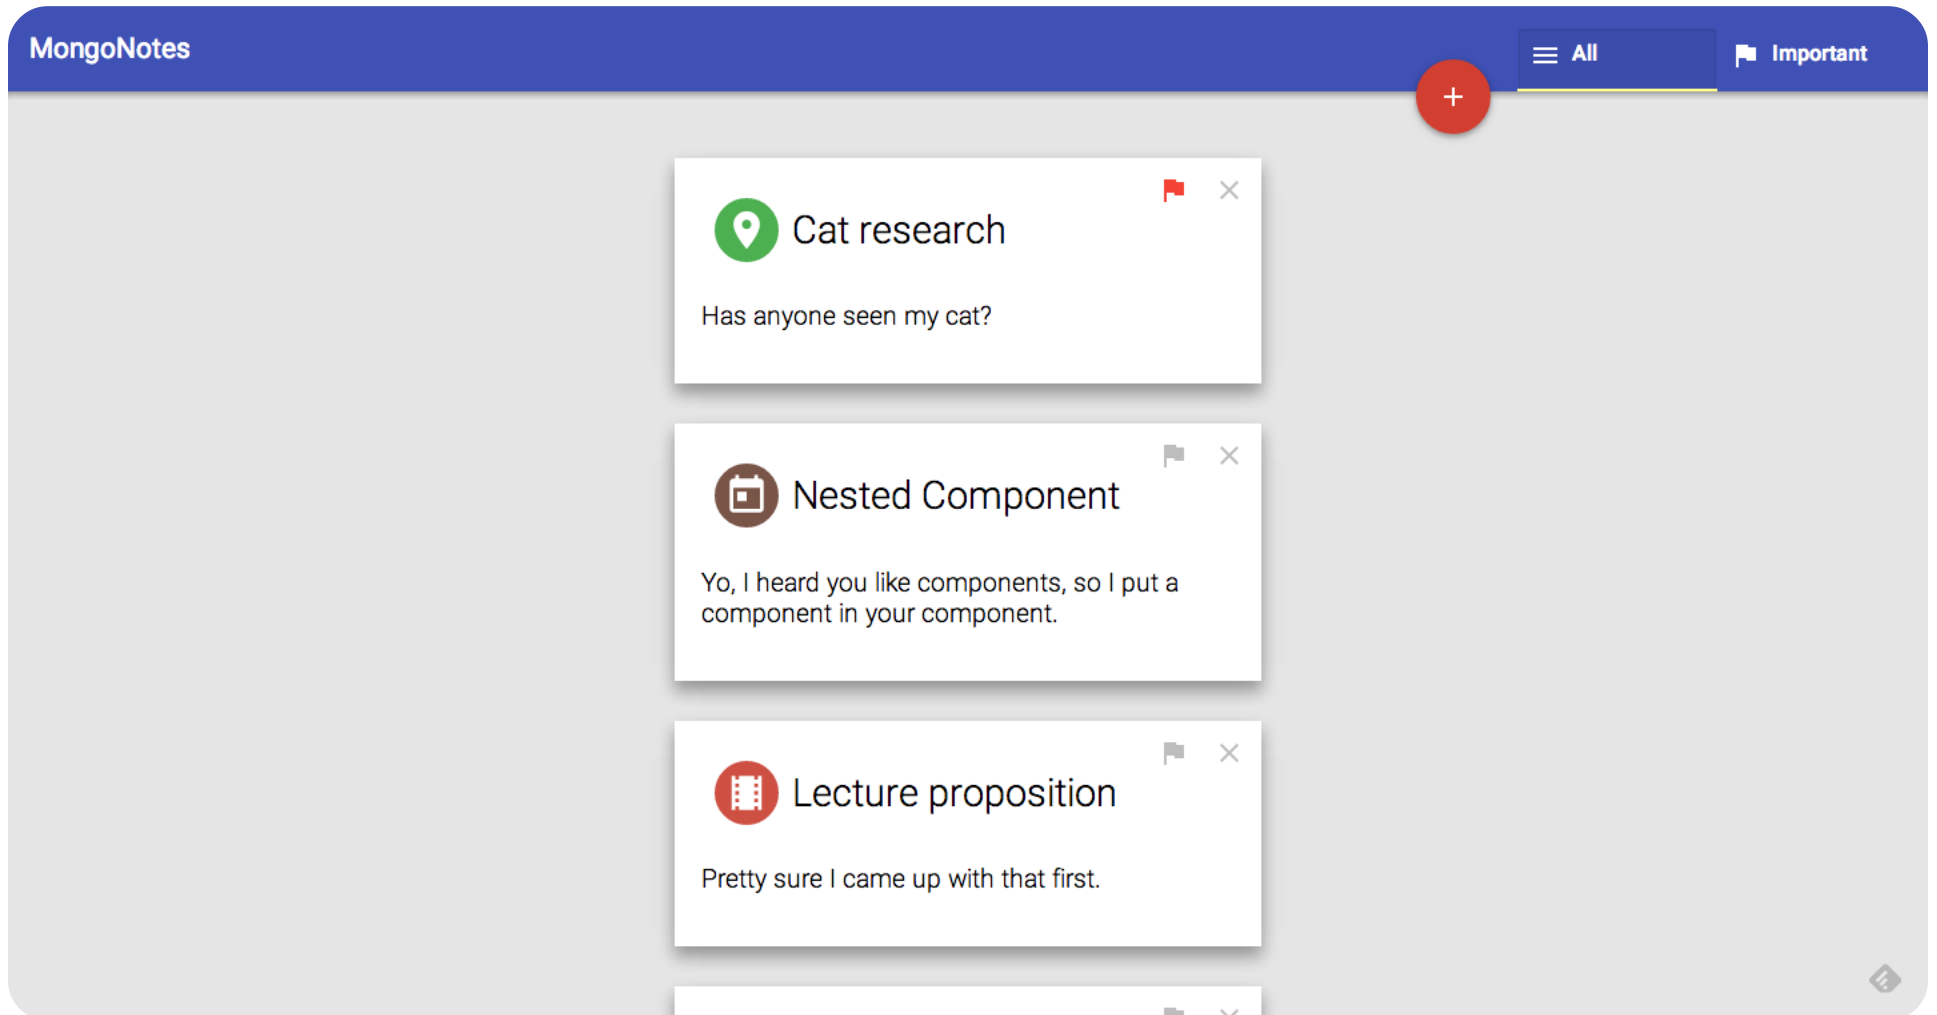 MongoNotes
All
Important
+
Cat research
Has anyone seen my cat?
Nested Component
Yo, I heard you like components, so I put a
component in your component.
Lecture proposition
Pretty sure I came up with that first.